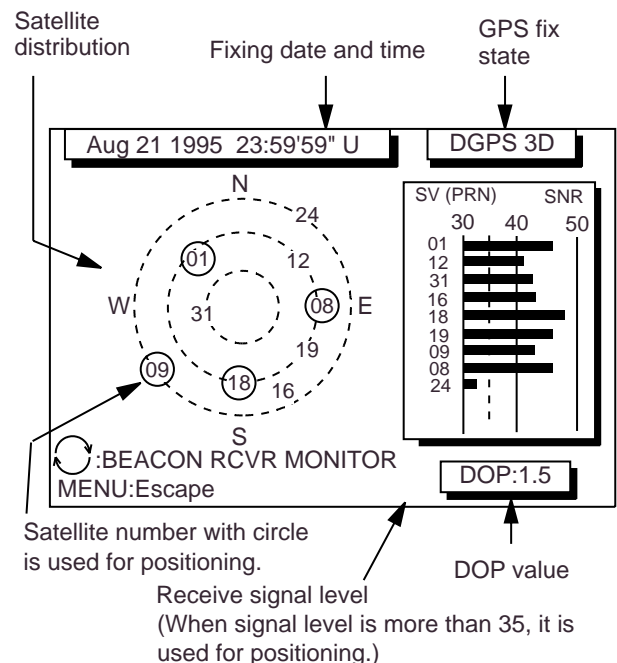 Satellite
distribution
Fixing date and time
GPS fix
state
Aug 21 1995 23:59'59" U
DGPS 3D
N
24
01
12
W
31
08
E
19
09
18
16
S
SV (PRN) SNR
30 40 50
01
12
31
16
18
19
09
08
24
:BEACON RCVR MONITOR
MENU:Escape
DOP:1.5
Satellite number with circle
is used for positioning.
DOP value
Receive signal level
(When signal level is more than 35, it is
used for positioning.)